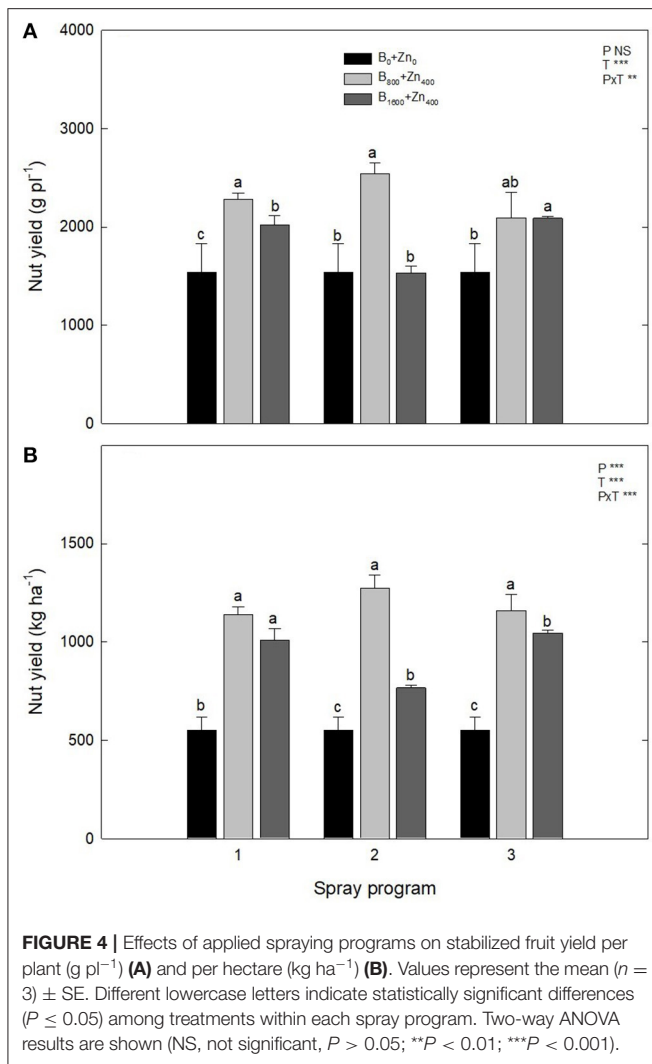 A
4000
3000
2000
1000
0
Nut yield (g pl⁻¹)
B₀+Zn₀
B₈₀₀+Zn₄₀₀
B₁₆₀₀+Zn₄₀₀
P NS
T ***
PxT **
c a b
b a b
b ab a
B
1500
1000
500
0
Nut yield (kg ha⁻¹)
P ***
T ***
PxT ***
b a a
c a b
c a b
1 2 3
Spray program
FIGURE 4 | Effects of applied spraying programs on stabilized fruit yield per
plant (g pl⁻¹) (A) and per hectare (kg ha⁻¹) (B). Values represent the mean (n =
3) ± SE. Different lowercase letters indicate statistically significant differences
(P ≤ 0.05) among treatments within each spray program. Two-way ANOVA
results are shown (NS, not significant, P > 0.05; **P < 0.01; ***P < 0.001).